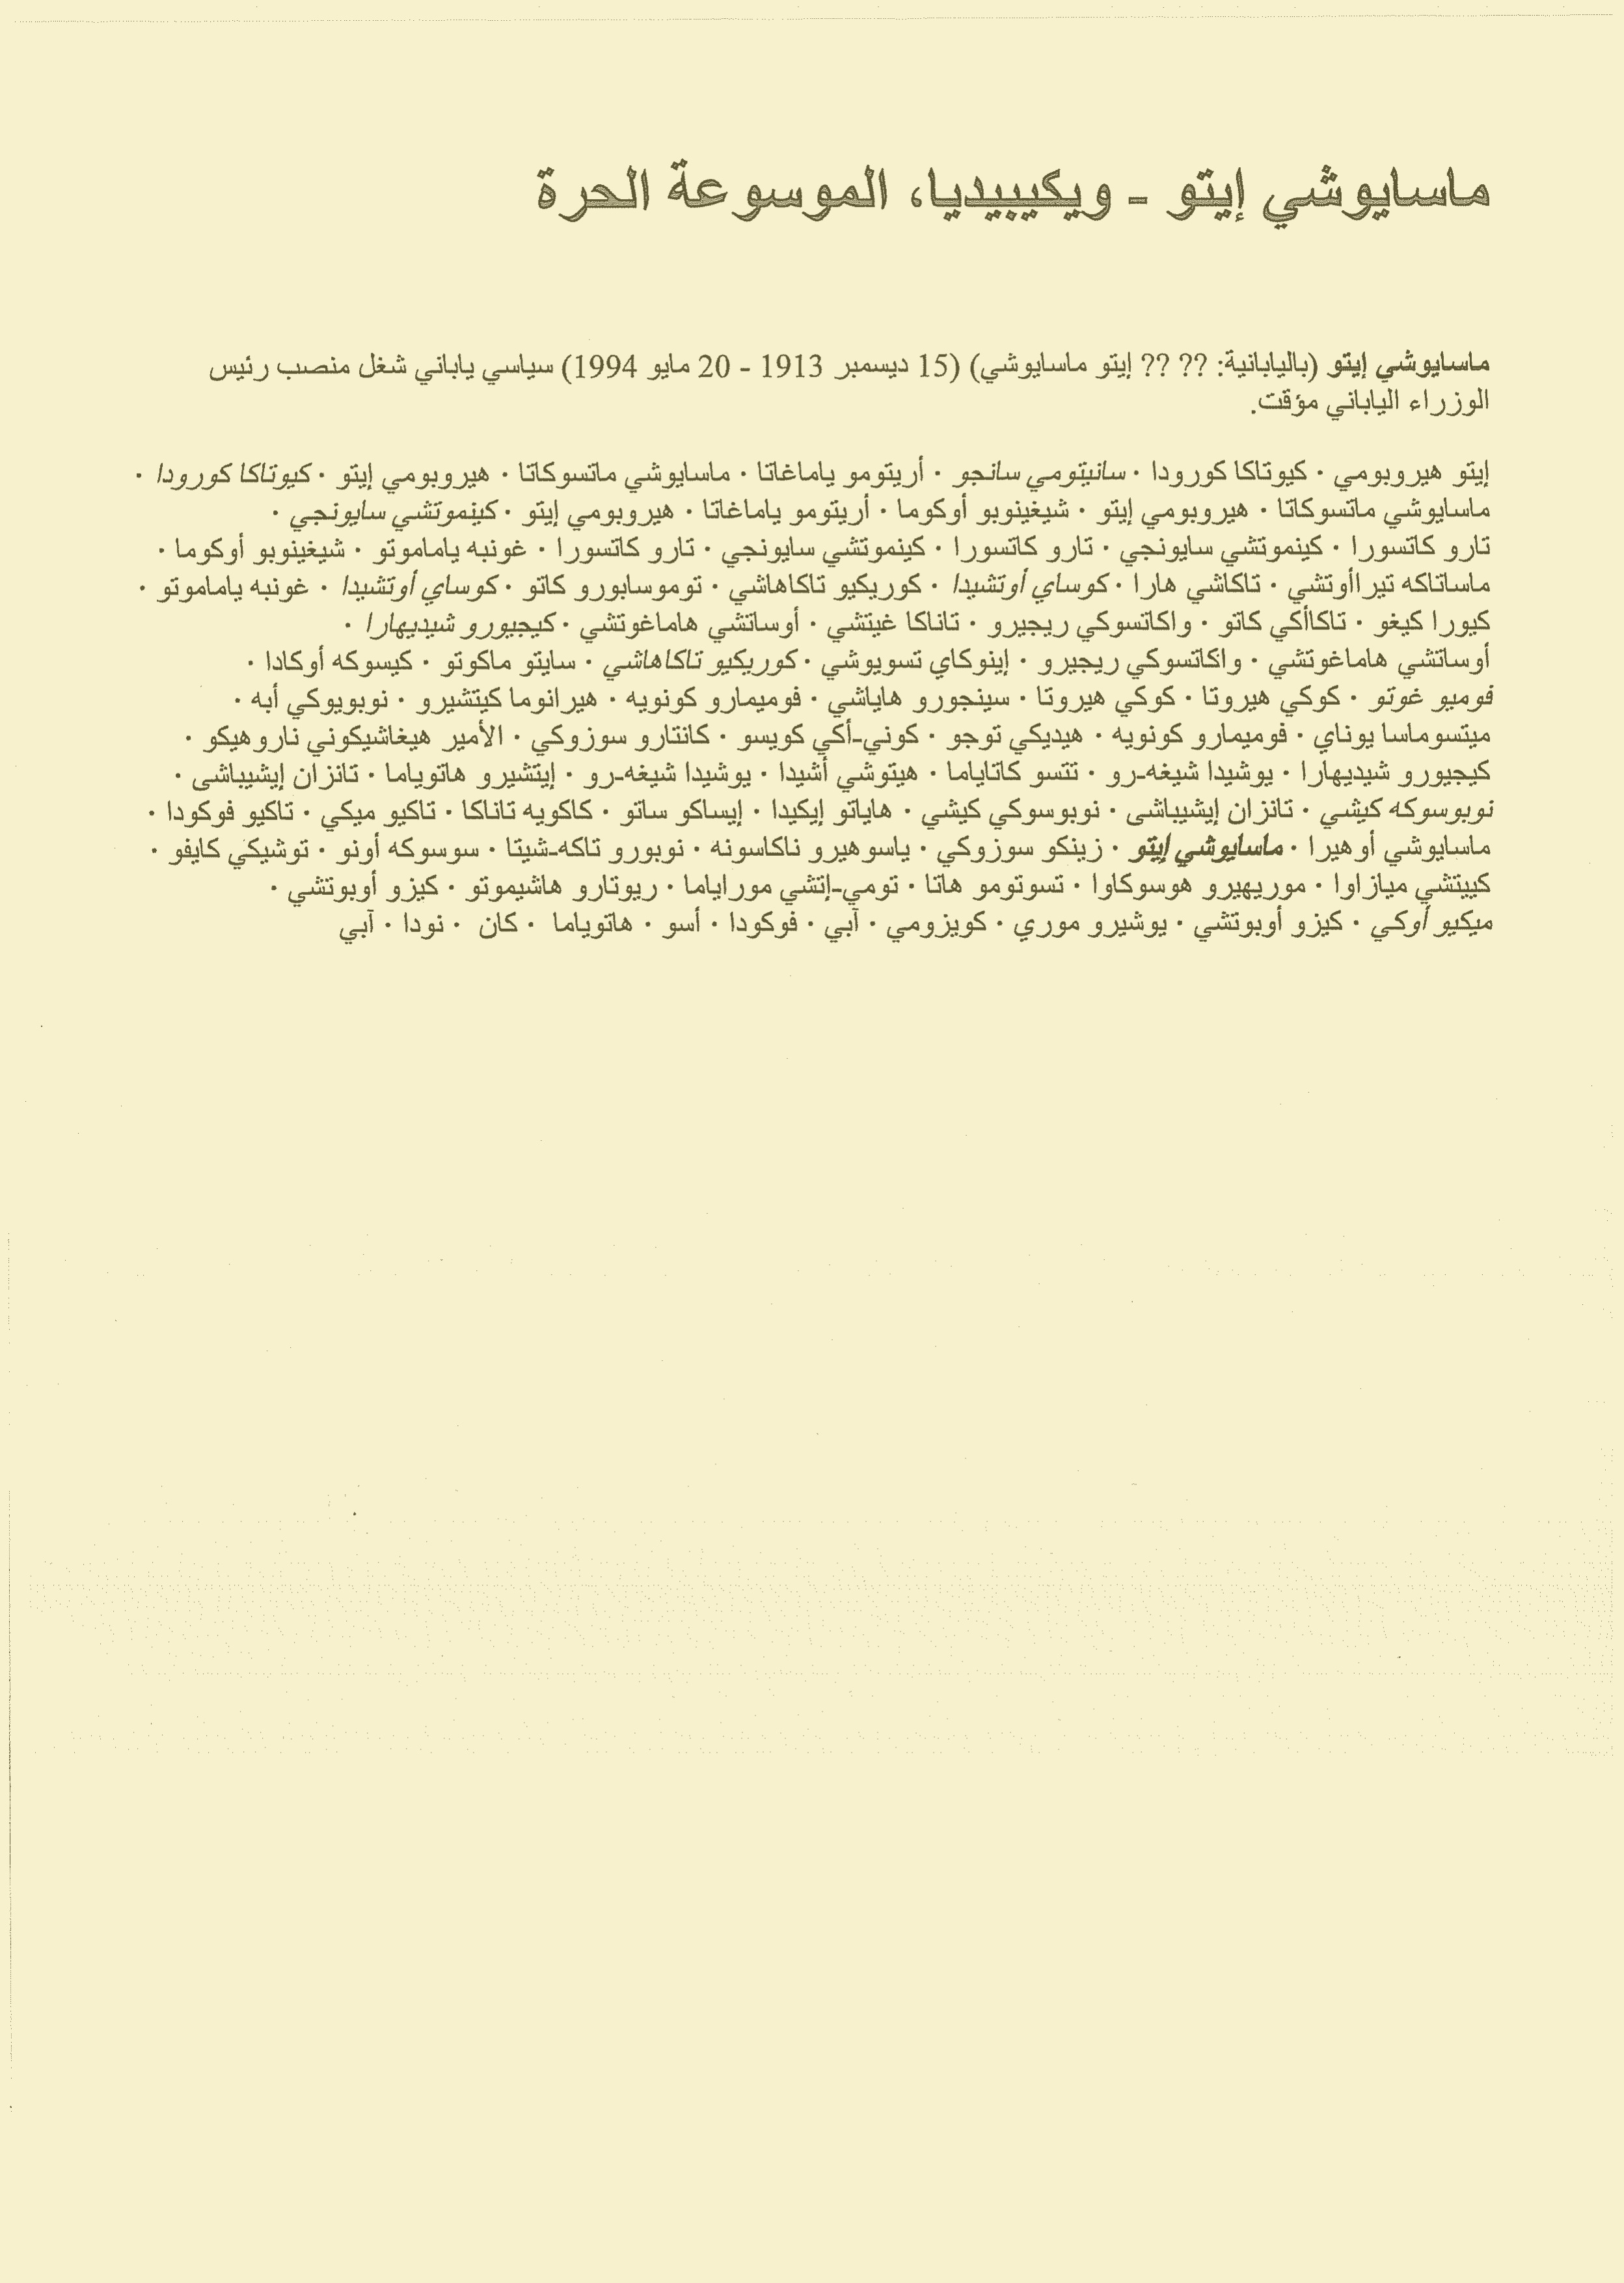 ماسايوشي إيتو - ويكيبيديا، الموسوعة الحرة
ماسايوشي إيتو (باليابانية: ?? ?? إيتو ماسايوشي) (15 ديسمبر 1913 - 20 مايو 1994) سياسي ياباني شغل منصب رئيس
الوزراء الياباني مؤقت.
إيتو هيروبومي · كيوتاكا كورودا · سانيتومي سانجو · أريتومو ياماغاتا · ماسايوشي ماتسوكاتا · هيروبومي إيتو · كيوتاكا كورودا ·
ماسايوشي ماتسوكاتا · هيروبومي إيتو · شيغينوبو أوكوما · أريتومو ياماغاتا · هيروبومي إيتو · كينموتشي سايونجي ·
تارو كاتسورا · كينموتشي سايونجي · تارو كاتسورا · كينموتشي سايونجي · تارو كاتسورا · غونبه ياماموتو · شيغينوبو أوكوما ·
ماساتاكه تيراأوتشي · تاكاشي هارا · كوساي أوتشيدا · كوريكيو تاكاهاشي · توموسابورو كاتو · كوساي أوتشيدا · غونبه ياماموتو ·
كيورا كيغو · تاكاأكي كاتو · واكاتسوكي ريجيرو · تاناكا غيتشي · أوساتشي هاماغوتشي · كيجيورو شيديهارا ·
أوساتشي هاماغوتشي · واكاتسوكي ريجيرو · إينوكاي تسويوشي · كوريكيو تاكاهاشي · سايتو ماكوتو · كيسوكه أوكادا ·
فوميو غوتو · كوكي هيروتا · كوكي هيروتا · سينجورو هاياشي · فوميمارو كونويه · هيرانوما كيتشيرو · نوبويوكي أبه ·
ميتسوماسا يوناي · فوميمارو كونويه · هيديكي توجو · كوني-أكي كويسو · كانتارو سوزوكي · الأمير هيغاشيكوني ناروهيكو ·
كيجيورو شيديهارا · يوشيدا شيغه-رو · تتسو كاتاياما · هيتوشي أشيدا · يوشيدا شيغه-رو · إيتشيرو هاتوياما · تانزان إيشيباشى ·
نوبوسوكه كيشي · تانزان إيشيباشى · نوبوسوكي كيشي · هاياتو إيكيدا · إيساكو ساتو · كاكويه تاناكا · تاكيو ميكي · تاكيو فوكودا ·
ماسايوشي أوهيرا · ماسايوشي إيتو · زينكو سوزوكي · ياسوهيرو ناكاسونه · نوبورو تاكه-شيتا · سوسوكه أونو · توشيكي كايفو ·
كييتشي ميازاوا · موريهيرو هوسوكاوا · تسوتومو هاتا · تومي-إتشي موراياما · ريوتارو هاشيموتو · كيزو أوبوتشي ·
ميكيو أوكي · كيزو أوبوتشي · يوشيرو موري · كويزومي · آبي · فوكودا · أسو · هاتوياما · كان · نودا · آبي